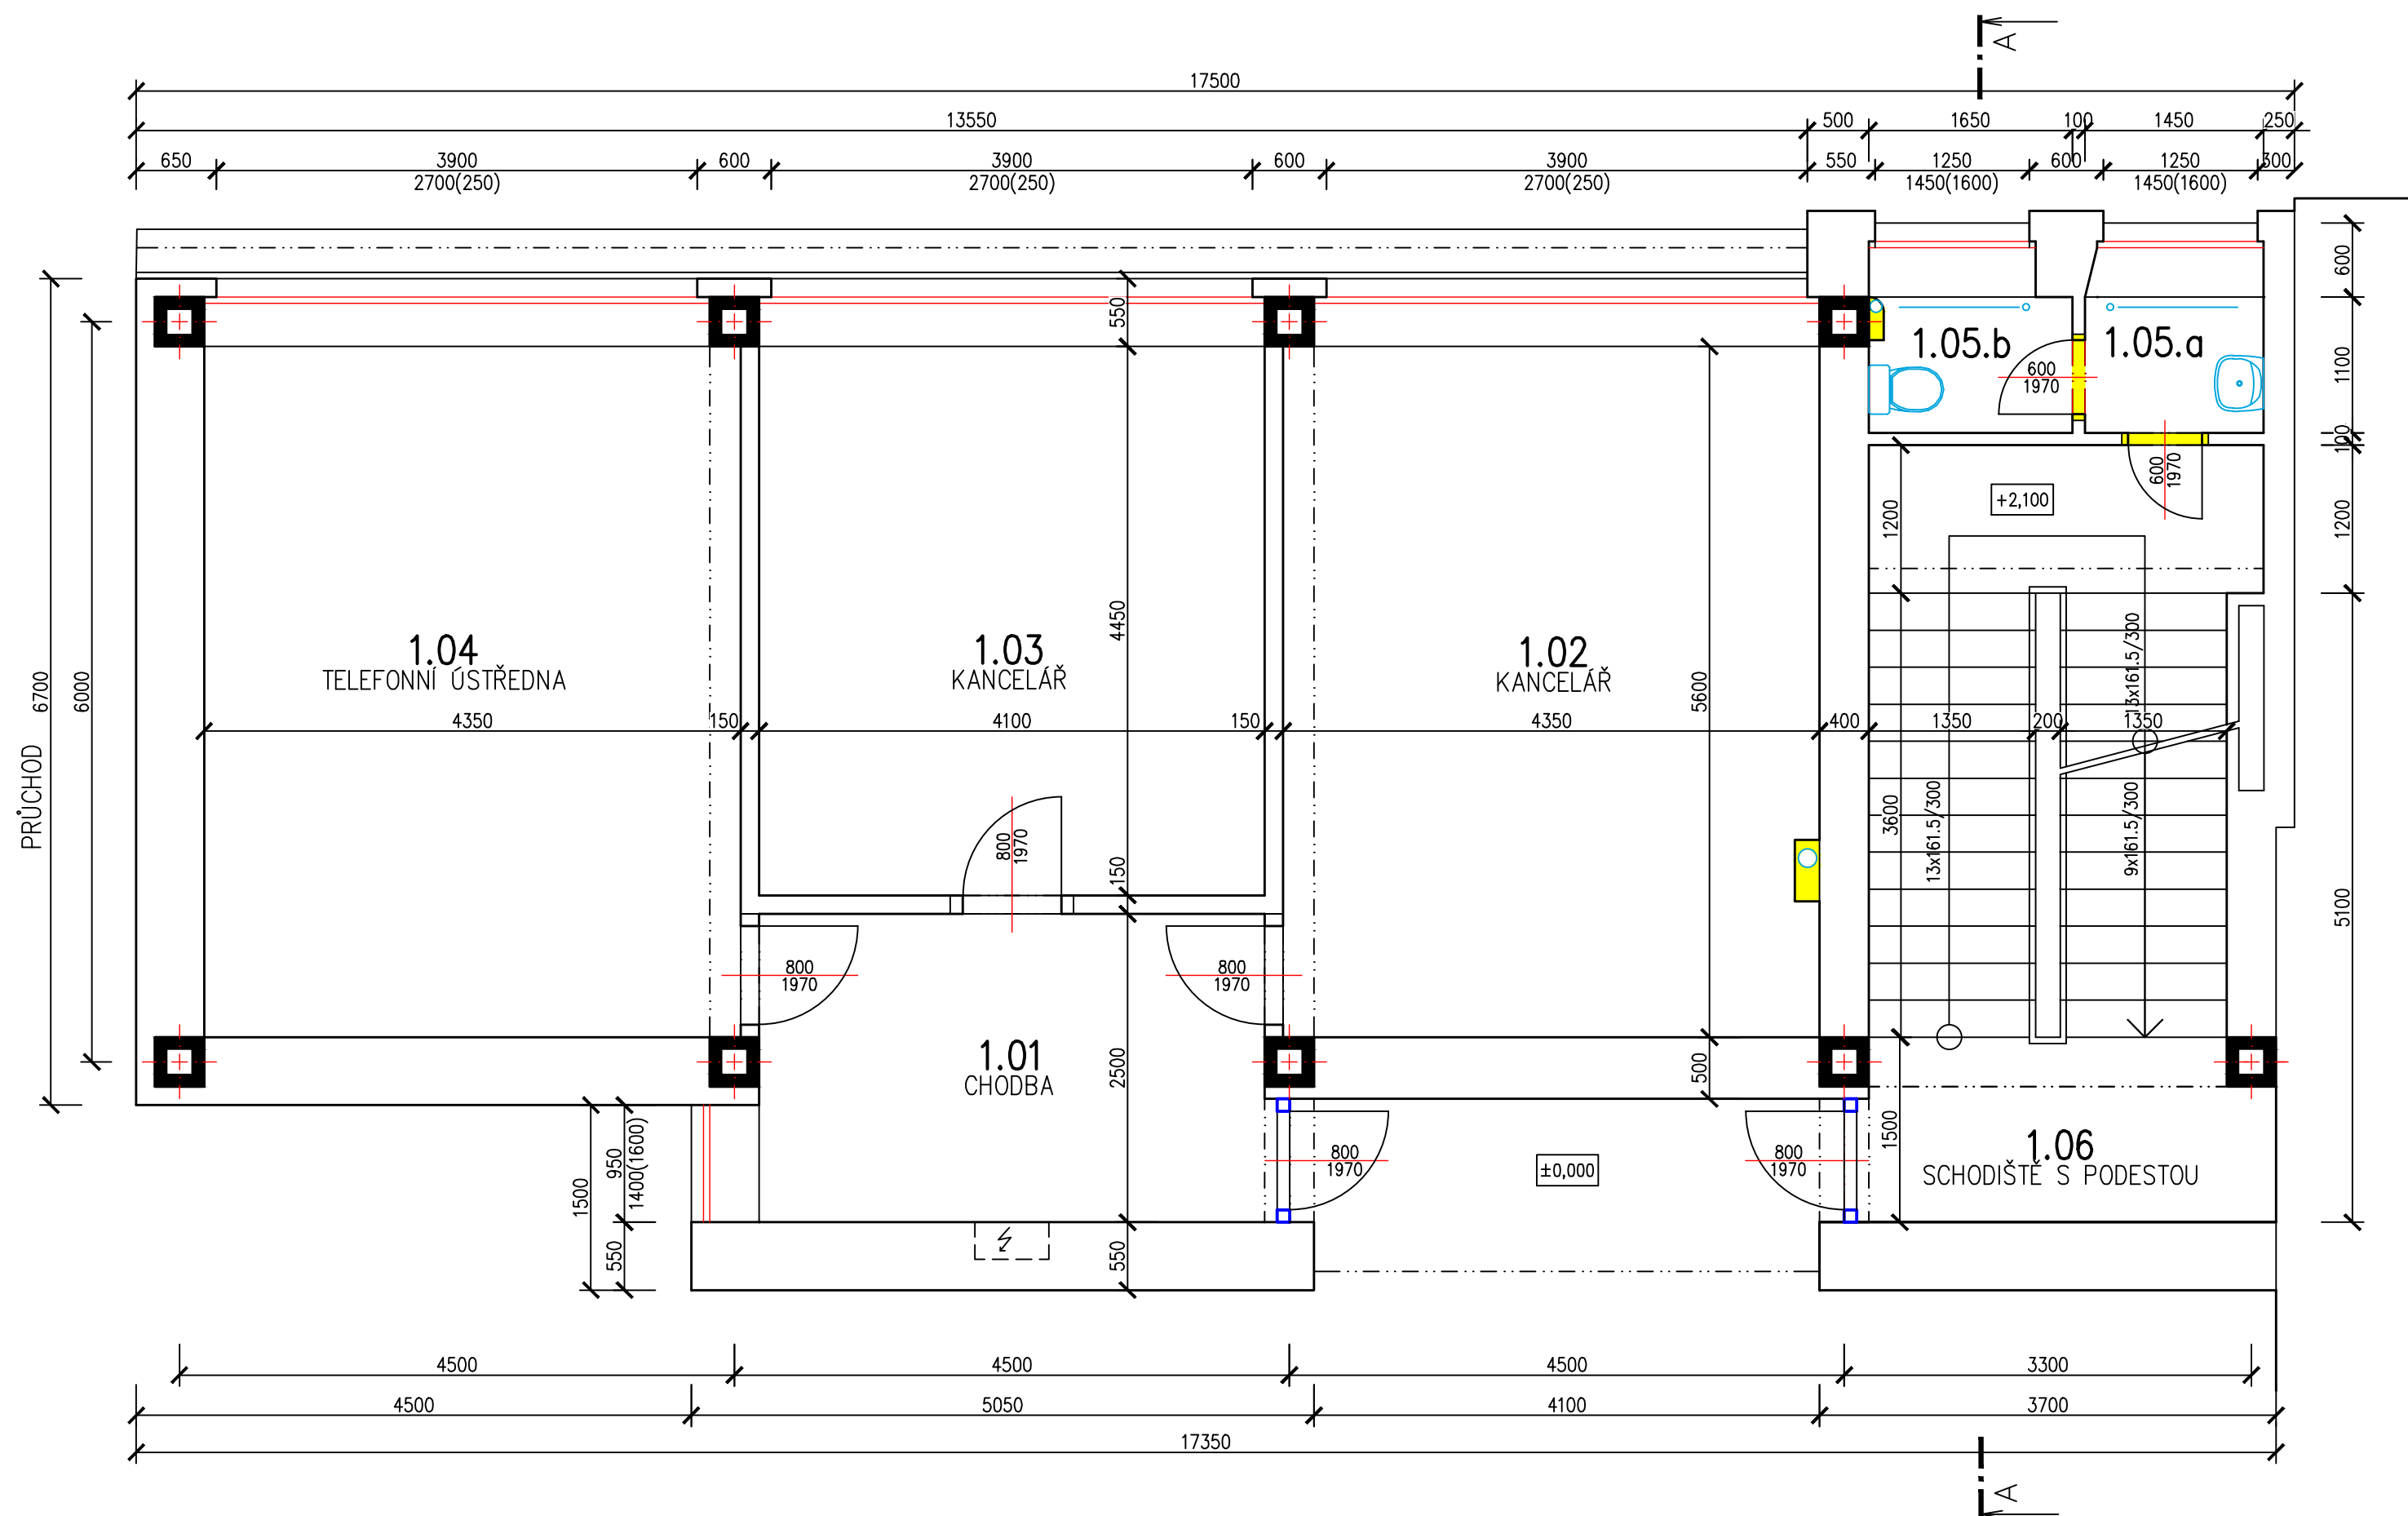 A
17500
13550 500 1650 100 1450 250
650 3900 600 3900 600 3900 550 1250 600 1250 300
2700(250) 2700(250) 2700(250) 1450(1600) 1450(1600)
600
550
1.05.b 1.05.a
600
1970
1100
100
600
1970
+2,100
1200
1200
1.04
TELEFONNÍ ÚSTŘEDNA
1.03
KANCELÁŘ
1.02
KANCELÁŘ
4450
5600
13x161.5/300
6700
6000
PRŮCHOD
4350 150 4100 150 4350 400 1350 200 1350
800
1970
150
3600
13x161.5/300
9x161.5/300
5100
800
1970
800
1970
1.01
CHODBA
2500
500
1500
950
1400(1600)
550
550
800
1970
±0,000
800
1970
1500
1.06
SCHODIŠTĚ S PODESTOU
4500 4500 4500 3300
4500 5050 4100 3700
17350
A